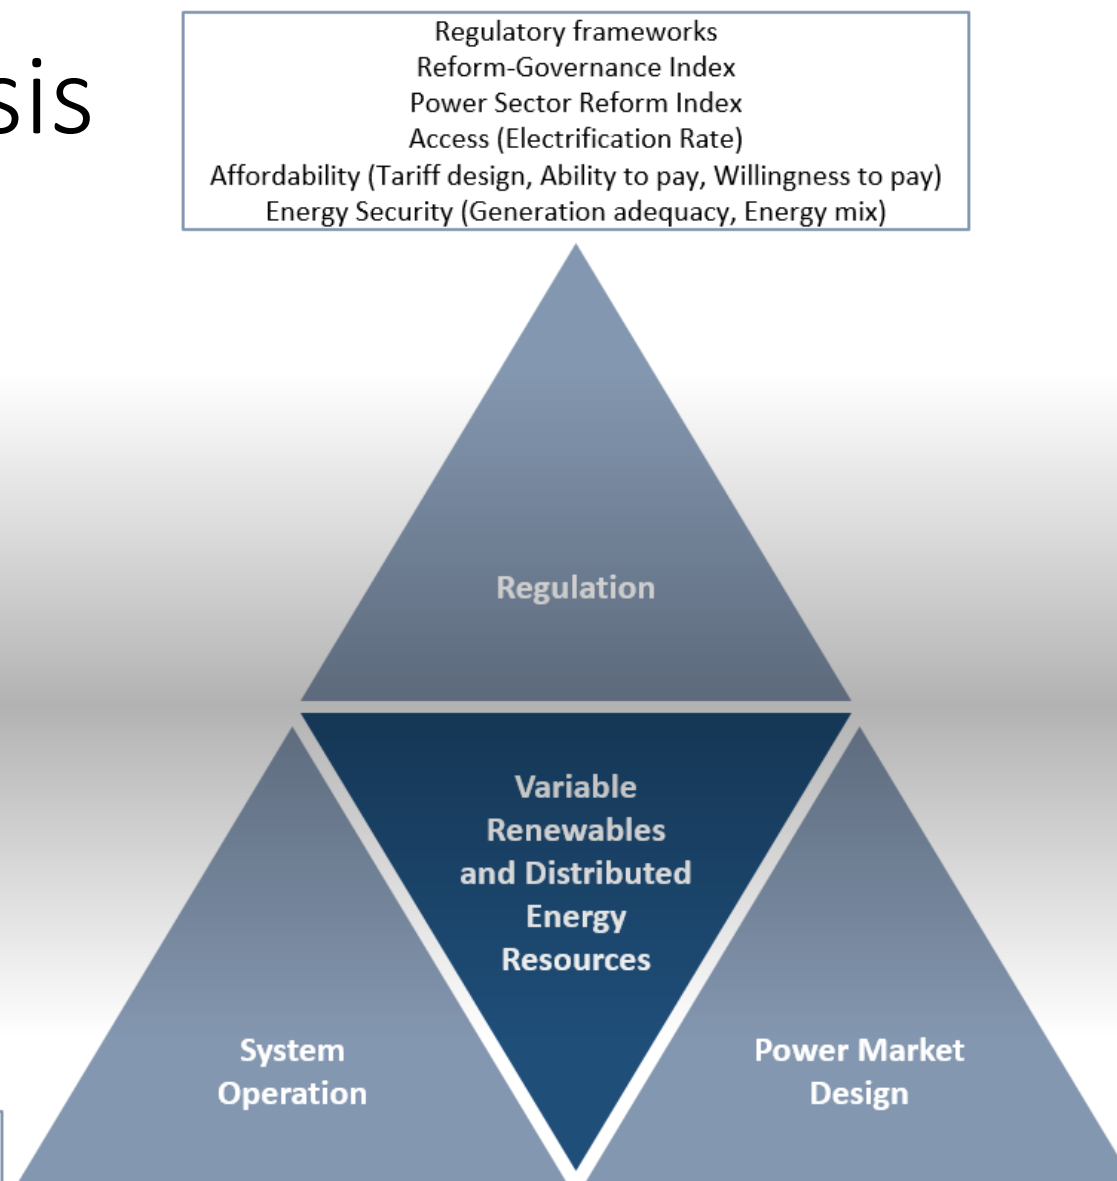 sis
Regulatory frameworks
Reform-Governance Index
Power Sector Reform Index
Access (Electrification Rate)
Affordability (Tariff design, Ability to pay, Willingness to pay)
Energy Security (Generation adequacy, Energy mix)
Regulation
Variable
Renewables
and Distributed
Energy
Resources
System
Operation
Power Market
Design